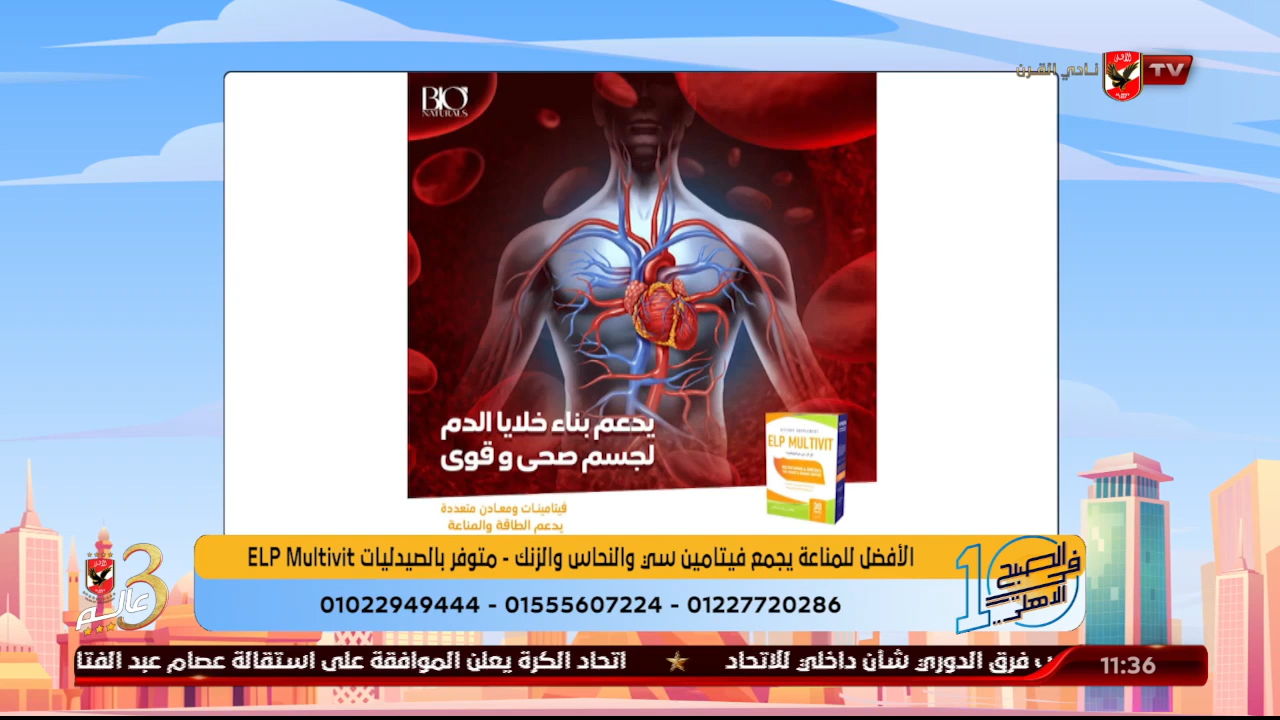 نادي القرن
TV
BIO
NATURALS
يدعم بناء خلايا الدم
لجسم صحى و قوى
ELP MULTIVIT
30
فيتامينات ومعادن متعددة
يدعم الطاقة والمناعة
الأفضل للمناعة يجمع فيتامين سي والنحاس والزنك - متوفر بالصيدليات ELP Multivit
01022949444 - 01555607224 - 01227720286
10 الصبح
في الاهلي..
3 عالم
ب فرق الدوري شأن داخلي للاتحاد ★ اتحاد الكرة يعلن الموافقة على استقالة عصام عبد الفتا
11:36